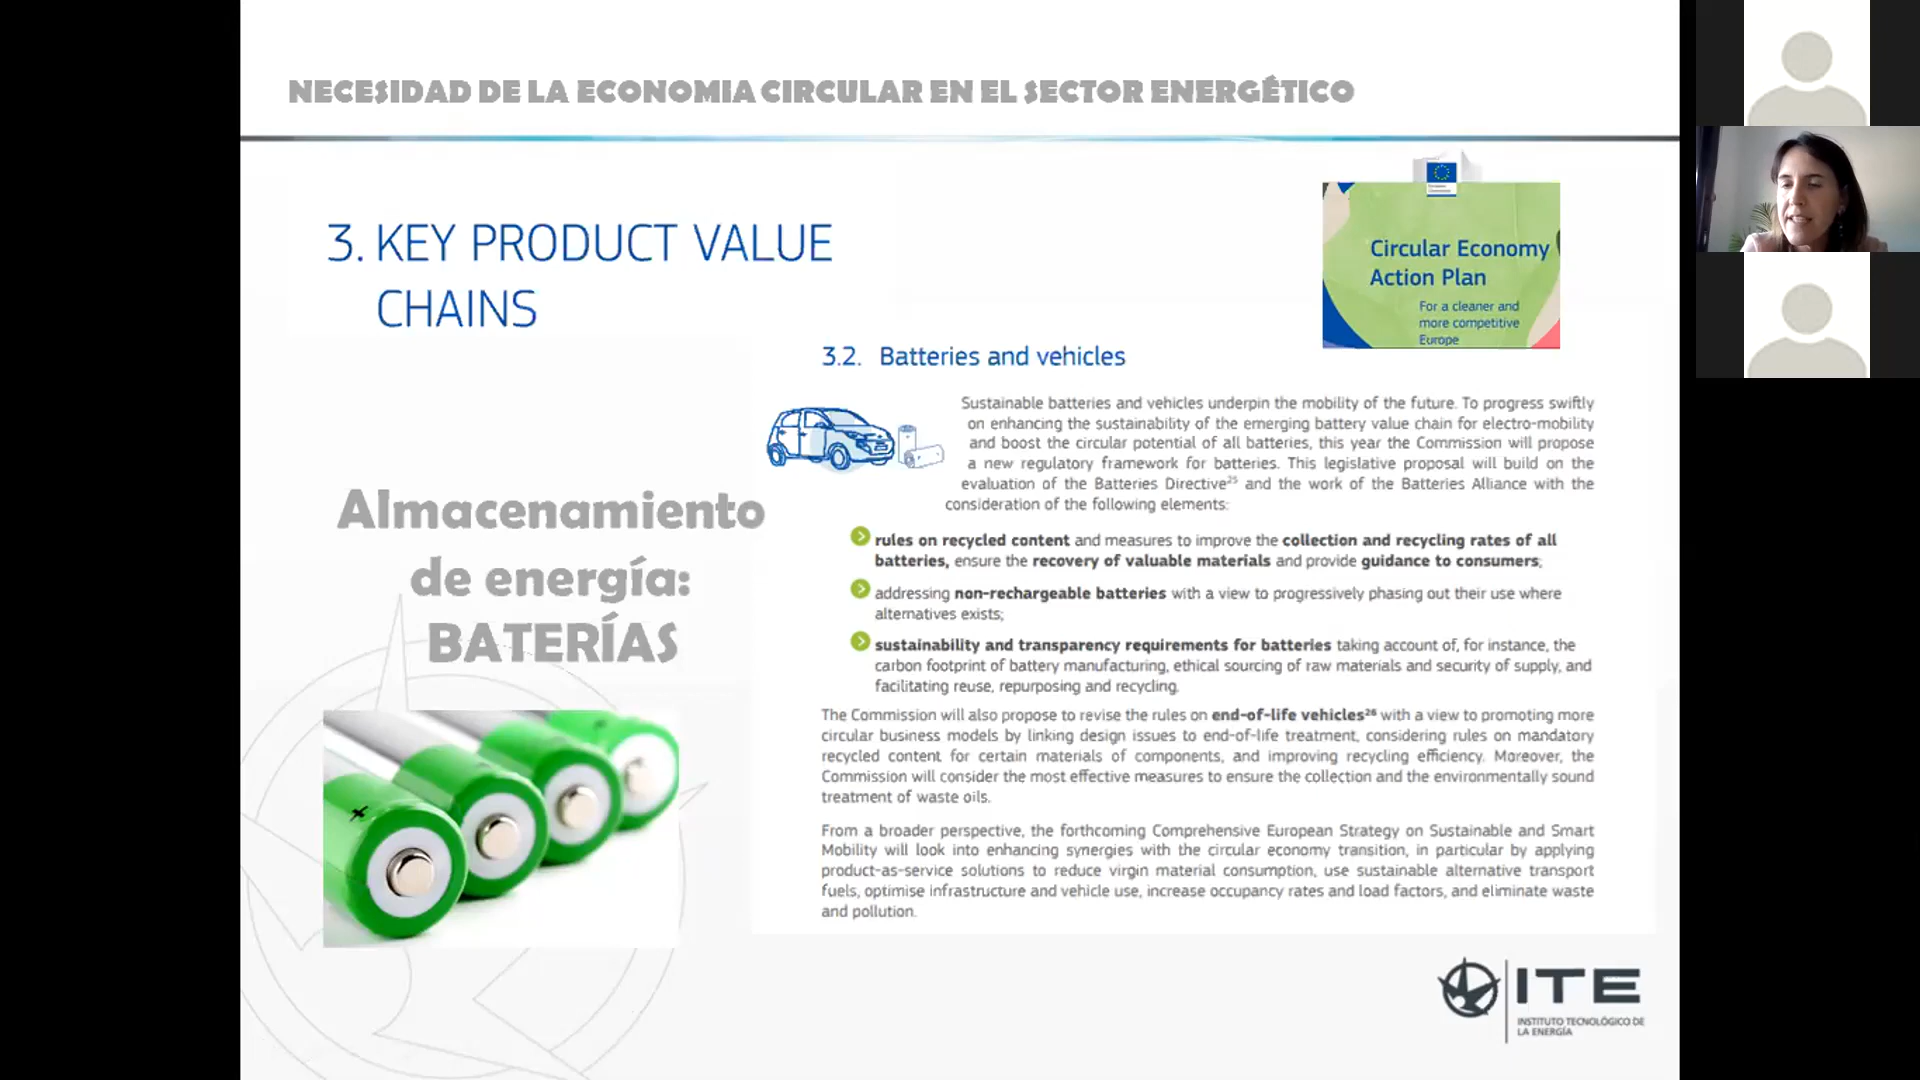 NECESIDAD DE LA ECONOMIA CIRCULAR EN EL SECTOR ENERGÉTICO
3. KEY PRODUCT VALUE
CHAINS
Circular Economy
Action Plan
For a cleaner and
more competitive
Europe
3.2. Batteries and vehicles
Sustainable batteries and vehicles underpin the mobility of the future. To progress swiftly
on enhancing the sustainability of the emerging battery value chain for electro-mobility
and boost the circular potential of all batteries, this year the Commission will propose
a new regulatory framework for batteries. This legislative proposal will build on the
evaluation of the Batteries Directive25 and the work of the Batteries Alliance with the
consideration of the following elements:
rules on recycled content and measures to improve the collection and recycling rates of all
batteries, ensure the recovery of valuable materials and provide guidance to consumers;
addressing non-rechargeable batteries with a view to progressively phasing out their use where
alternatives exists;
sustainability and transparency requirements for batteries taking account of, for instance, the
carbon footprint of battery manufacturing, ethical sourcing of raw materials and security of supply, and
facilitating reuse, repurposing and recycling.
The Commission will also propose to revise the rules on end-of-life vehicles26 with a view to promoting more
circular business models by linking design issues to end-of-life treatment, considering rules on mandatory
recycled content for certain materials of components, and improving recycling efficiency. Moreover, the
Commission will consider the most effective measures to ensure the collection and the environmentally sound
treatment of waste oils.
From a broader perspective, the forthcoming Comprehensive European Strategy on Sustainable and Smart
Mobility will look into enhancing synergies with the circular economy transition, in particular by applying
product-as-service solutions to reduce virgin material consumption, use sustainable alternative transport
fuels, optimise infrastructure and vehicle use, increase occupancy rates and load factors, and eliminate waste
and pollution.
Almacenamiento
de energía:
BATERÍAS
+
ITE
INSTITUTO TECNOLÓGICO DE
LA ENERGÍA